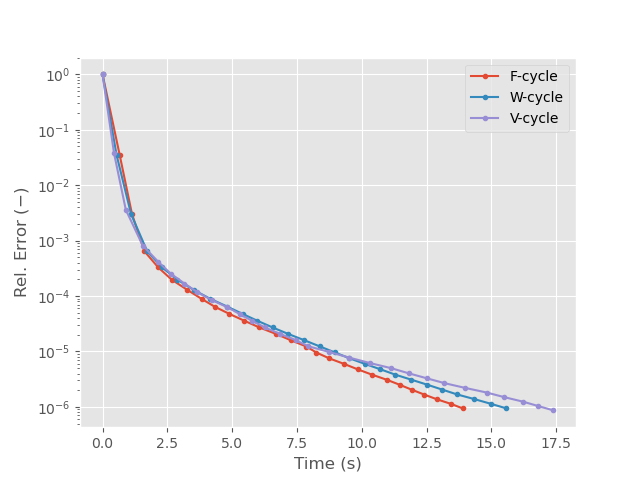 F-cycle
W-cycle
V-cycle
10⁰
10⁻¹
10⁻²
10⁻³
10⁻⁴
10⁻⁵
10⁻⁶
Rel. Error (−)
0.0 2.5 5.0 7.5 10.0 12.5 15.0 17.5
Time (s)